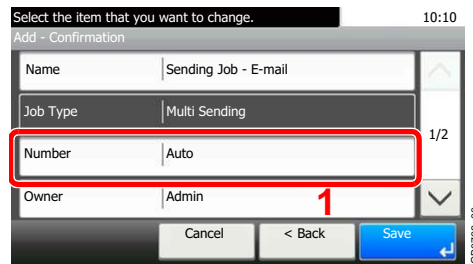 Select the item that you want to change. 10:10
Add - Confirmation
Name Sending Job - E-mail
Job Type Multi Sending
1/2
Number Auto
Owner Admin
1
Cancel < Back Save